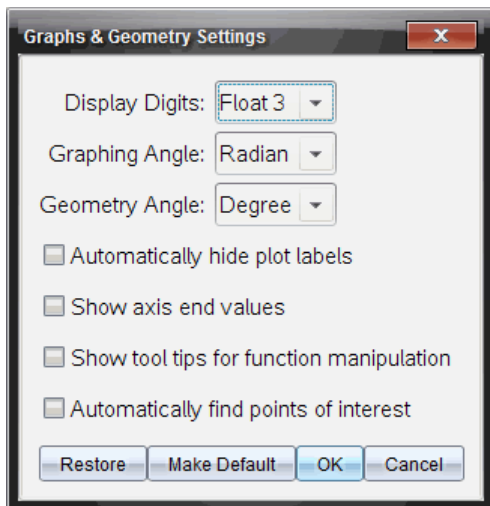 Graphs & Geometry Settings
Display Digits: Float 3
Graphing Angle: Radian
Geometry Angle: Degree
Automatically hide plot labels
Show axis end values
Show tool tips for function manipulation
Automatically find points of interest
Restore Make Default OK Cancel